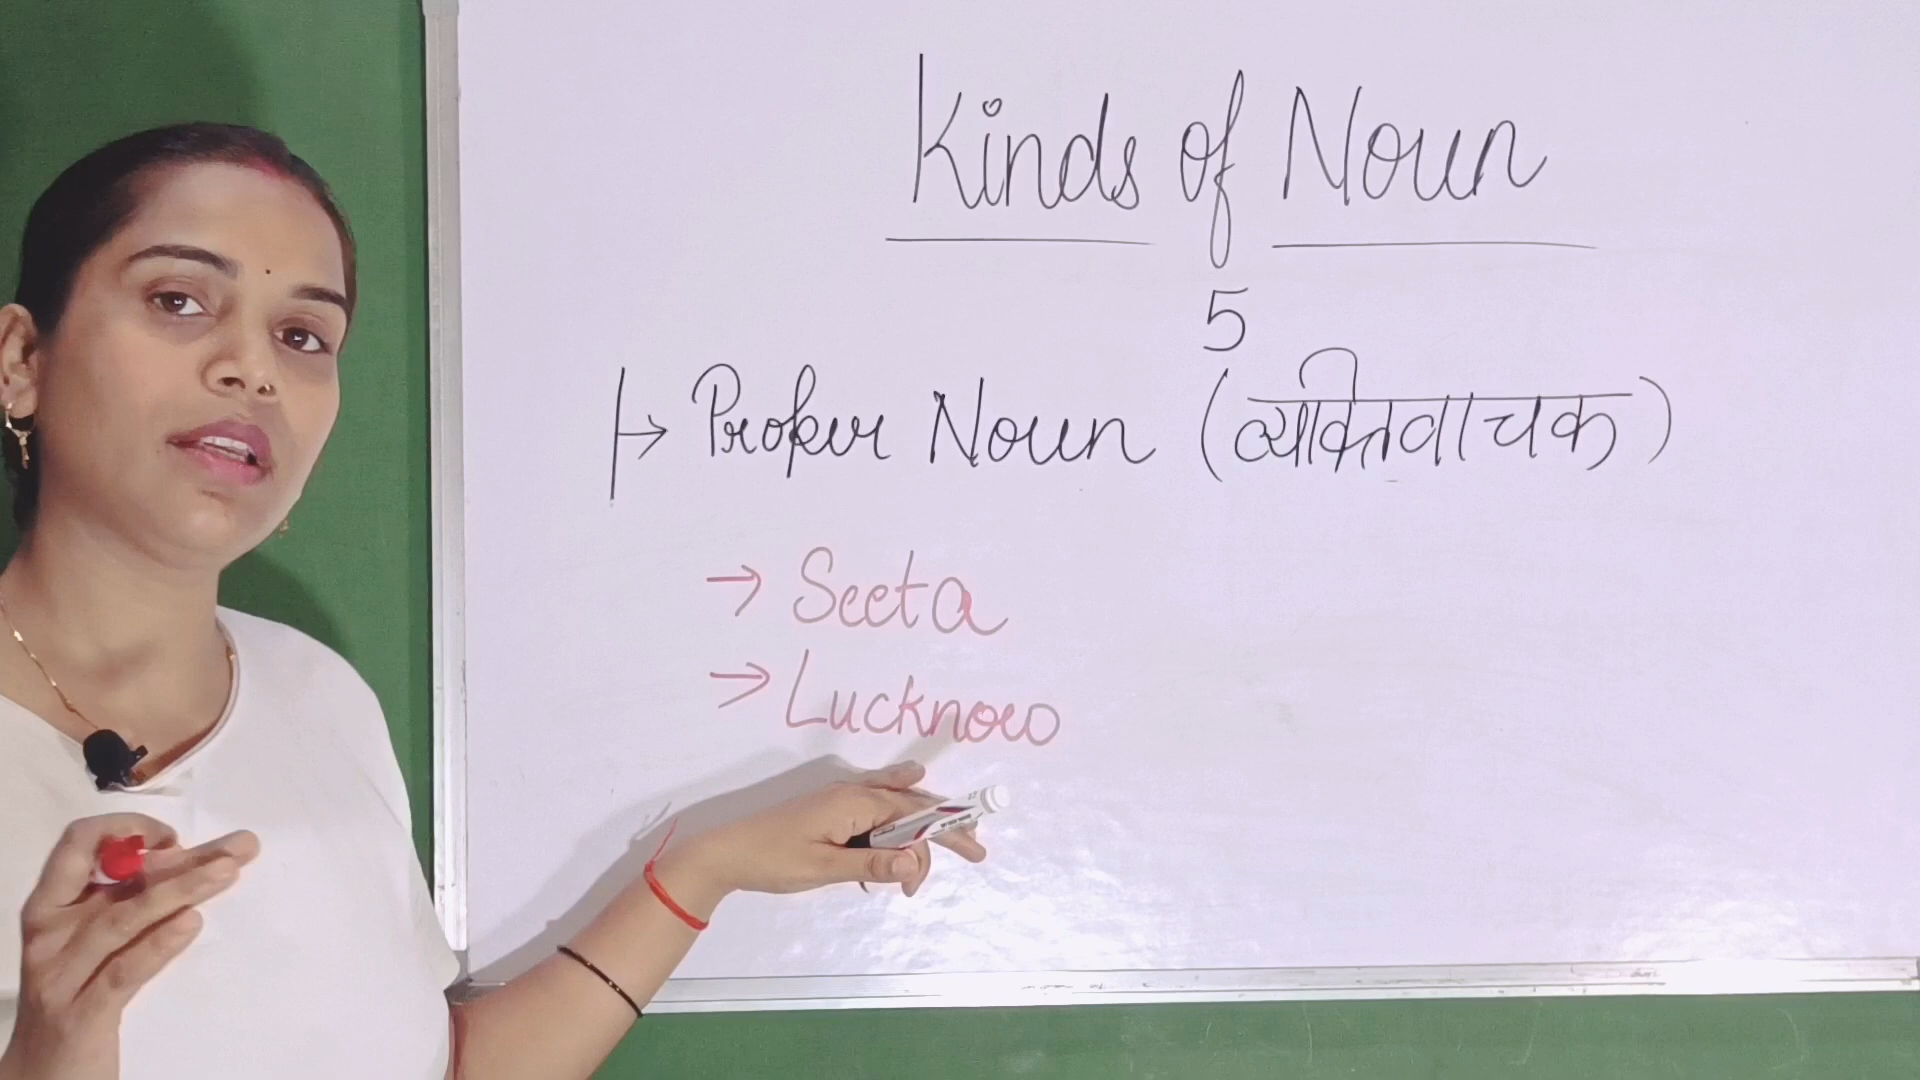 Kinds of Noun
5
→ Proper Noun (व्यक्तिवाचक)
→ Seeta
→ Lucknow